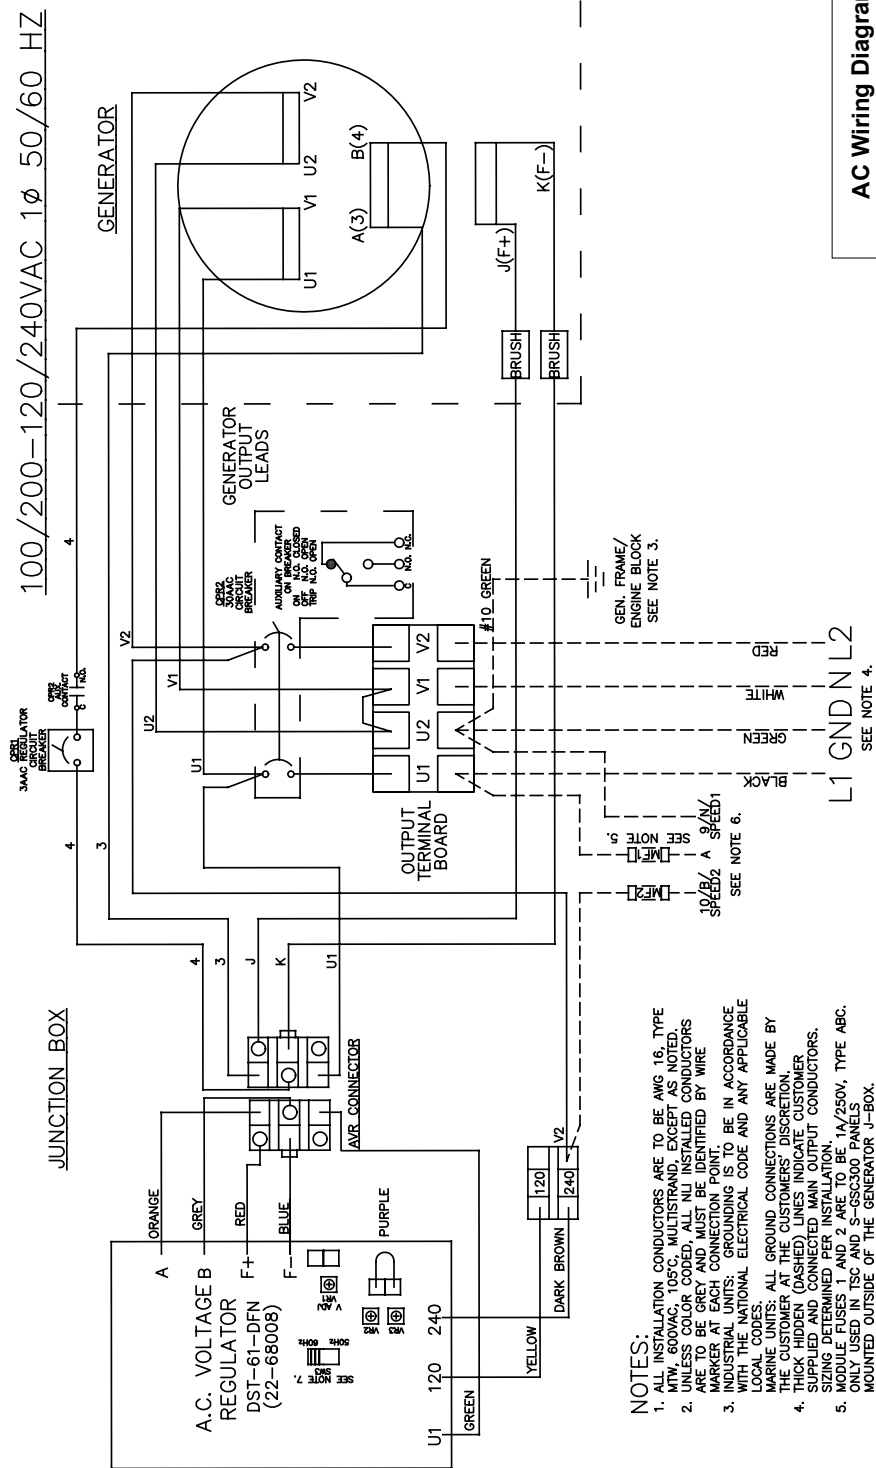 100/200-120/240VAC 1ø 50/60 HZ
GENERATOR
V2
U2
V1
U1
B(4)
A(3)
K(F-)
J(F+)
BRUSH
BRUSH
AC Wiring Diagra
GENERATOR
OUTPUT
LEADS
CPR2
30AAC
CIRCUIT
BREAKER
AUXILIARY CONTACT
ON BREAKER
ON N.O. CLOSED
OFF N.O. OPEN
TRIP N.O. OPEN
C
N.O.
N.C.
4
CPR2
AUX.
CONTACT
C
N.O.
CPR1
3AAC REGULATOR
CIRCUIT
BREAKER
V2
V1
U2
U1
4
3
#10 GREEN
GEN. FRAME/
ENGINE BLOCK
SEE NOTE 3.
V2
V1
U2
U1
OUTPUT
TERMINAL
BOARD
RED
WHITE
GREEN
BLACK
L1 GND N L2
SEE NOTE 4.
SEE NOTE 5.
MF1
MF2
9/N/
SPEED1
A
10/B/
SPEED2
SEE NOTE 6.
JUNCTION BOX
4
3
J
K
U1
AVR CONNECTOR
ORANGE
GREY
RED
BLUE
PURPLE
A
B
F+
F-
A.C. VOLTAGE
REGULATOR
DST-61-DFN
(22-68008)
V ADJ
VR1
VR2
VR3
60Hz
50Hz
SW3
SEE NOTE 7.
U1
120
240
GREEN
YELLOW
DARK BROWN
120
240
V2
NOTES:
1. ALL INSTALLATION CONDUCTORS ARE TO BE AWG 16, TYPE
MTW, 600VAC, 105°C, MULTISTRAND, EXCEPT AS NOTED.
2. UNLESS COLOR CODED, ALL NLI INSTALLED CONDUCTORS
ARE TO BE GREY AND MUST BE IDENTIFIED BY WIRE
MARKER AT EACH CONNECTION POINT.
3. INDUSTRIAL UNITS: GROUNDING IS TO BE IN ACCORDANCE
WITH THE NATIONAL ELECTRICAL CODE AND ANY APPLICABLE
LOCAL CODES.
MARINE UNITS: ALL GROUND CONNECTIONS ARE MADE BY
THE CUSTOMER AT THE CUSTOMERS' DISCRETION.
4. THICK HIDDEN (DASHED) LINES INDICATE CUSTOMER
SUPPLIED AND CONNECTED MAIN OUTPUT CONDUCTORS.
SIZING DETERMINED PER INSTALLATION.
5. MODULE FUSES 1 AND 2 ARE TO BE 1A/250V, TYPE ABC.
ONLY USED IN TSC AND S-GSC300 PANELS
MOUNTED OUTSIDE OF THE GENERATOR J-BOX.